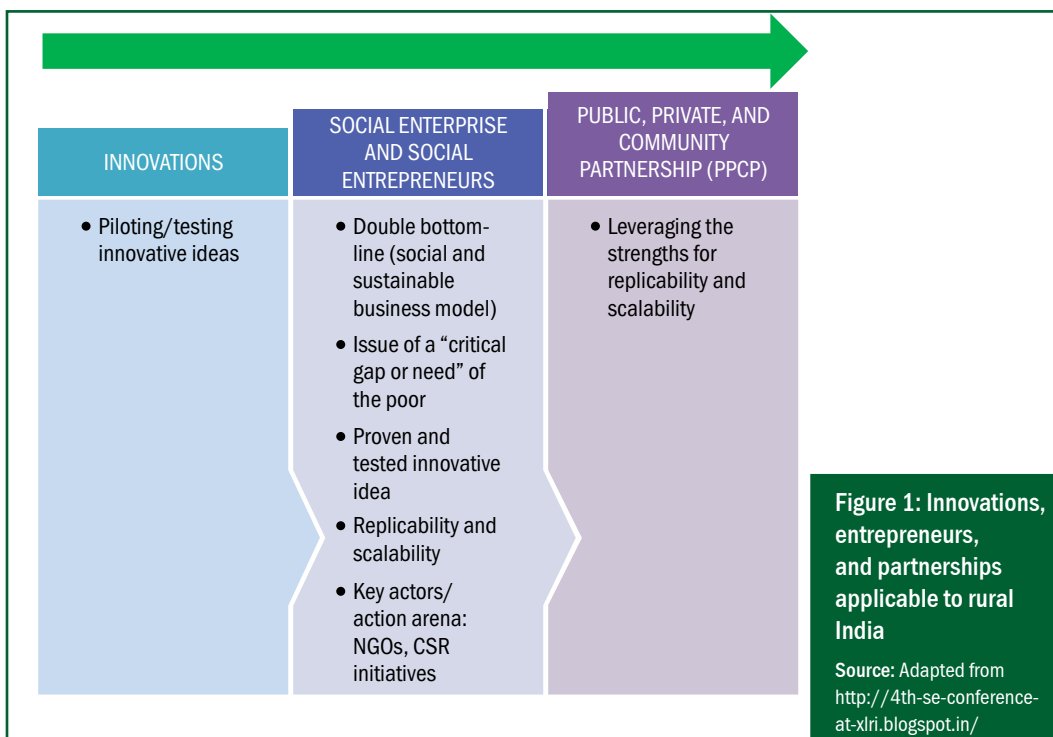 INNOVATIONS
• Piloting/testing
innovative ideas
SOCIAL ENTERPRISE
AND SOCIAL
ENTREPRENEURS
• Double bottom-
line (social and
sustainable
business model)
• Issue of a “critical
gap or need” of
the poor
• Proven and
tested innovative
idea
• Replicability and
scalability
• Key actors/
action arena:
NGOs, CSR
initiatives
PUBLIC, PRIVATE, AND
COMMUNITY
PARTNERSHIP (PPCP)
• Leveraging the
strengths for
replicability and
scalability
Figure 1: Innovations,
entrepreneurs,
and partnerships
applicable to rural
India
Source: Adapted from
http://4th-se-conference-
at-xlri.blogspot.in/